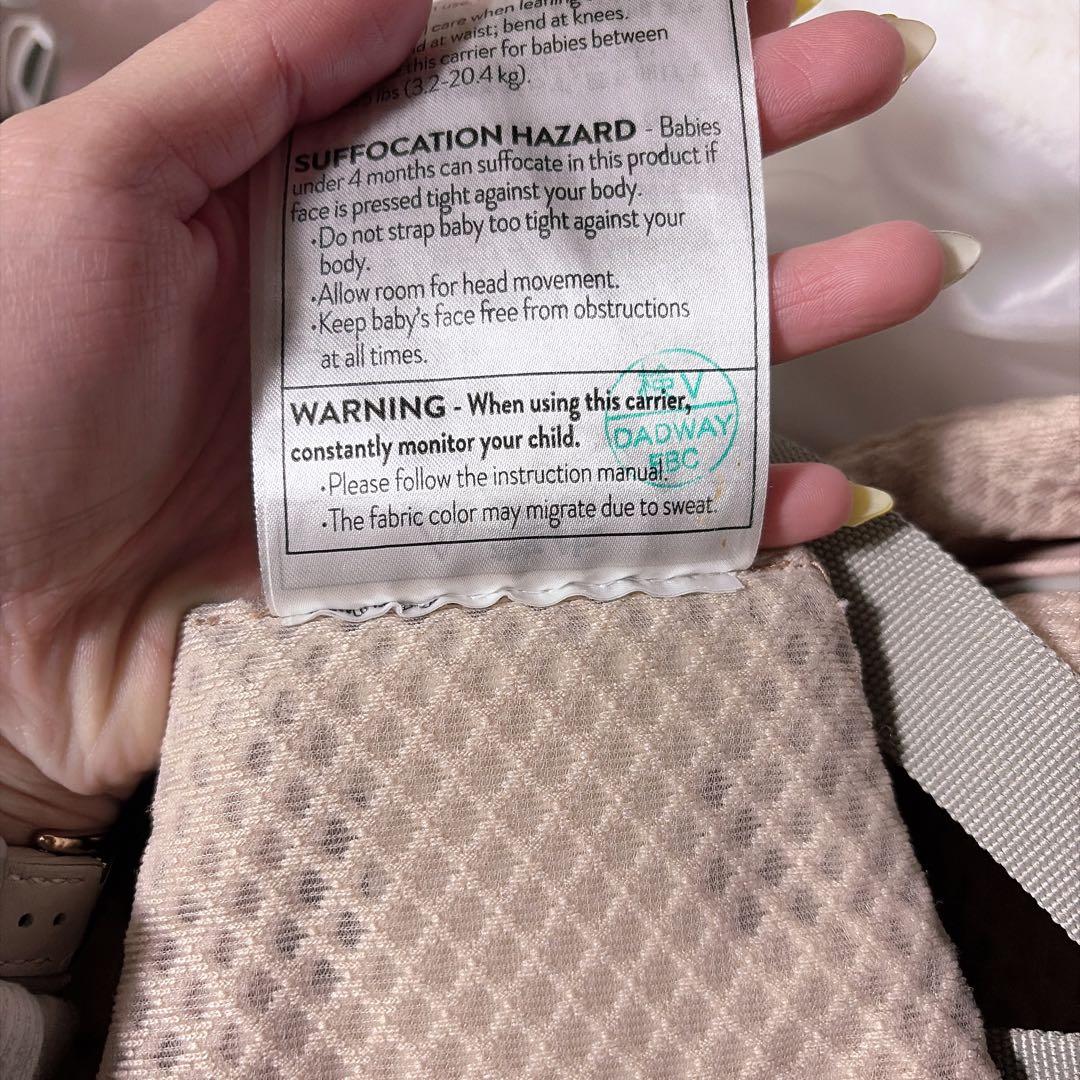 care when leaning
at waist; bend at knees.
this carrier for babies between
lbs (3.2-20.4 kg).
SUFFOCATION HAZARD - Babies
under 4 months can suffocate in this product if
face is pressed tight against your body.
•Do not strap baby too tight against your
body.
•Allow room for head movement.
•Keep baby's face free from obstructions
at all times.
WARNING - When using this carrier,
constantly monitor your child.
•Please follow the instruction manual.
•The fabric color may migrate due to sweat.
検 V
DADWAY
EBC